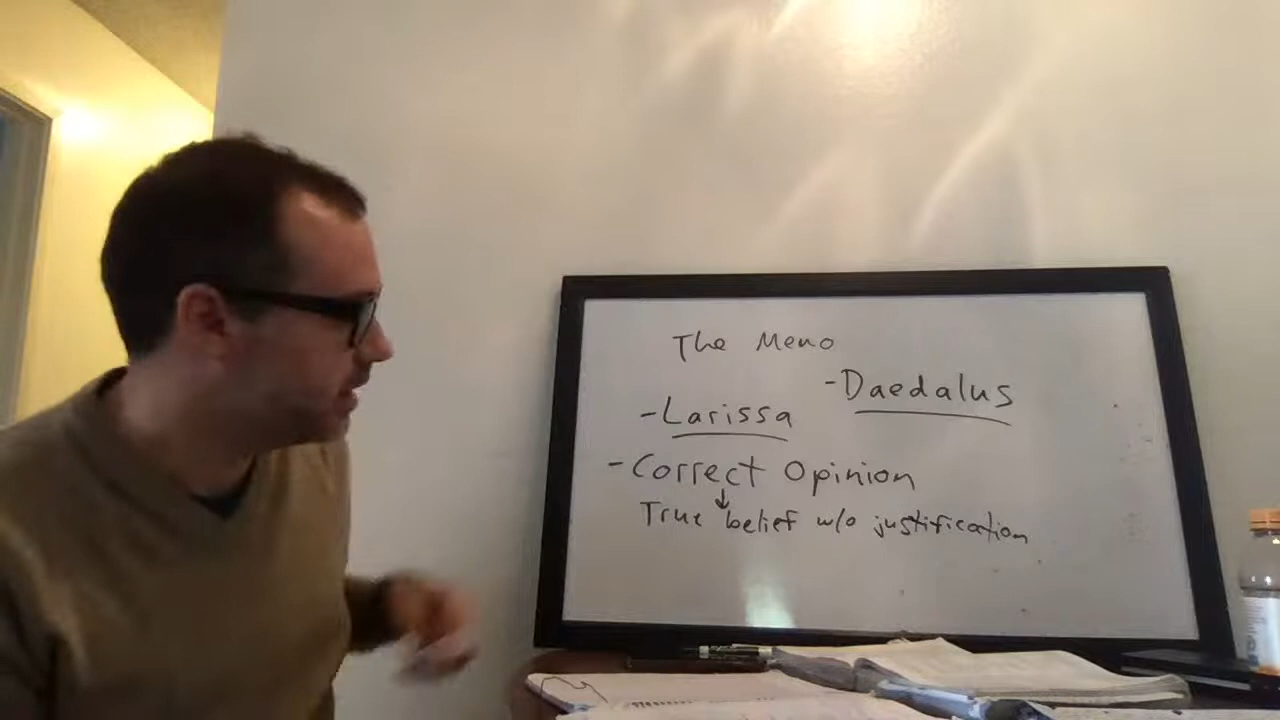 The Meno
-Daedalus
-Larissa
-Correct Opinion
↓
True belief w/o justification